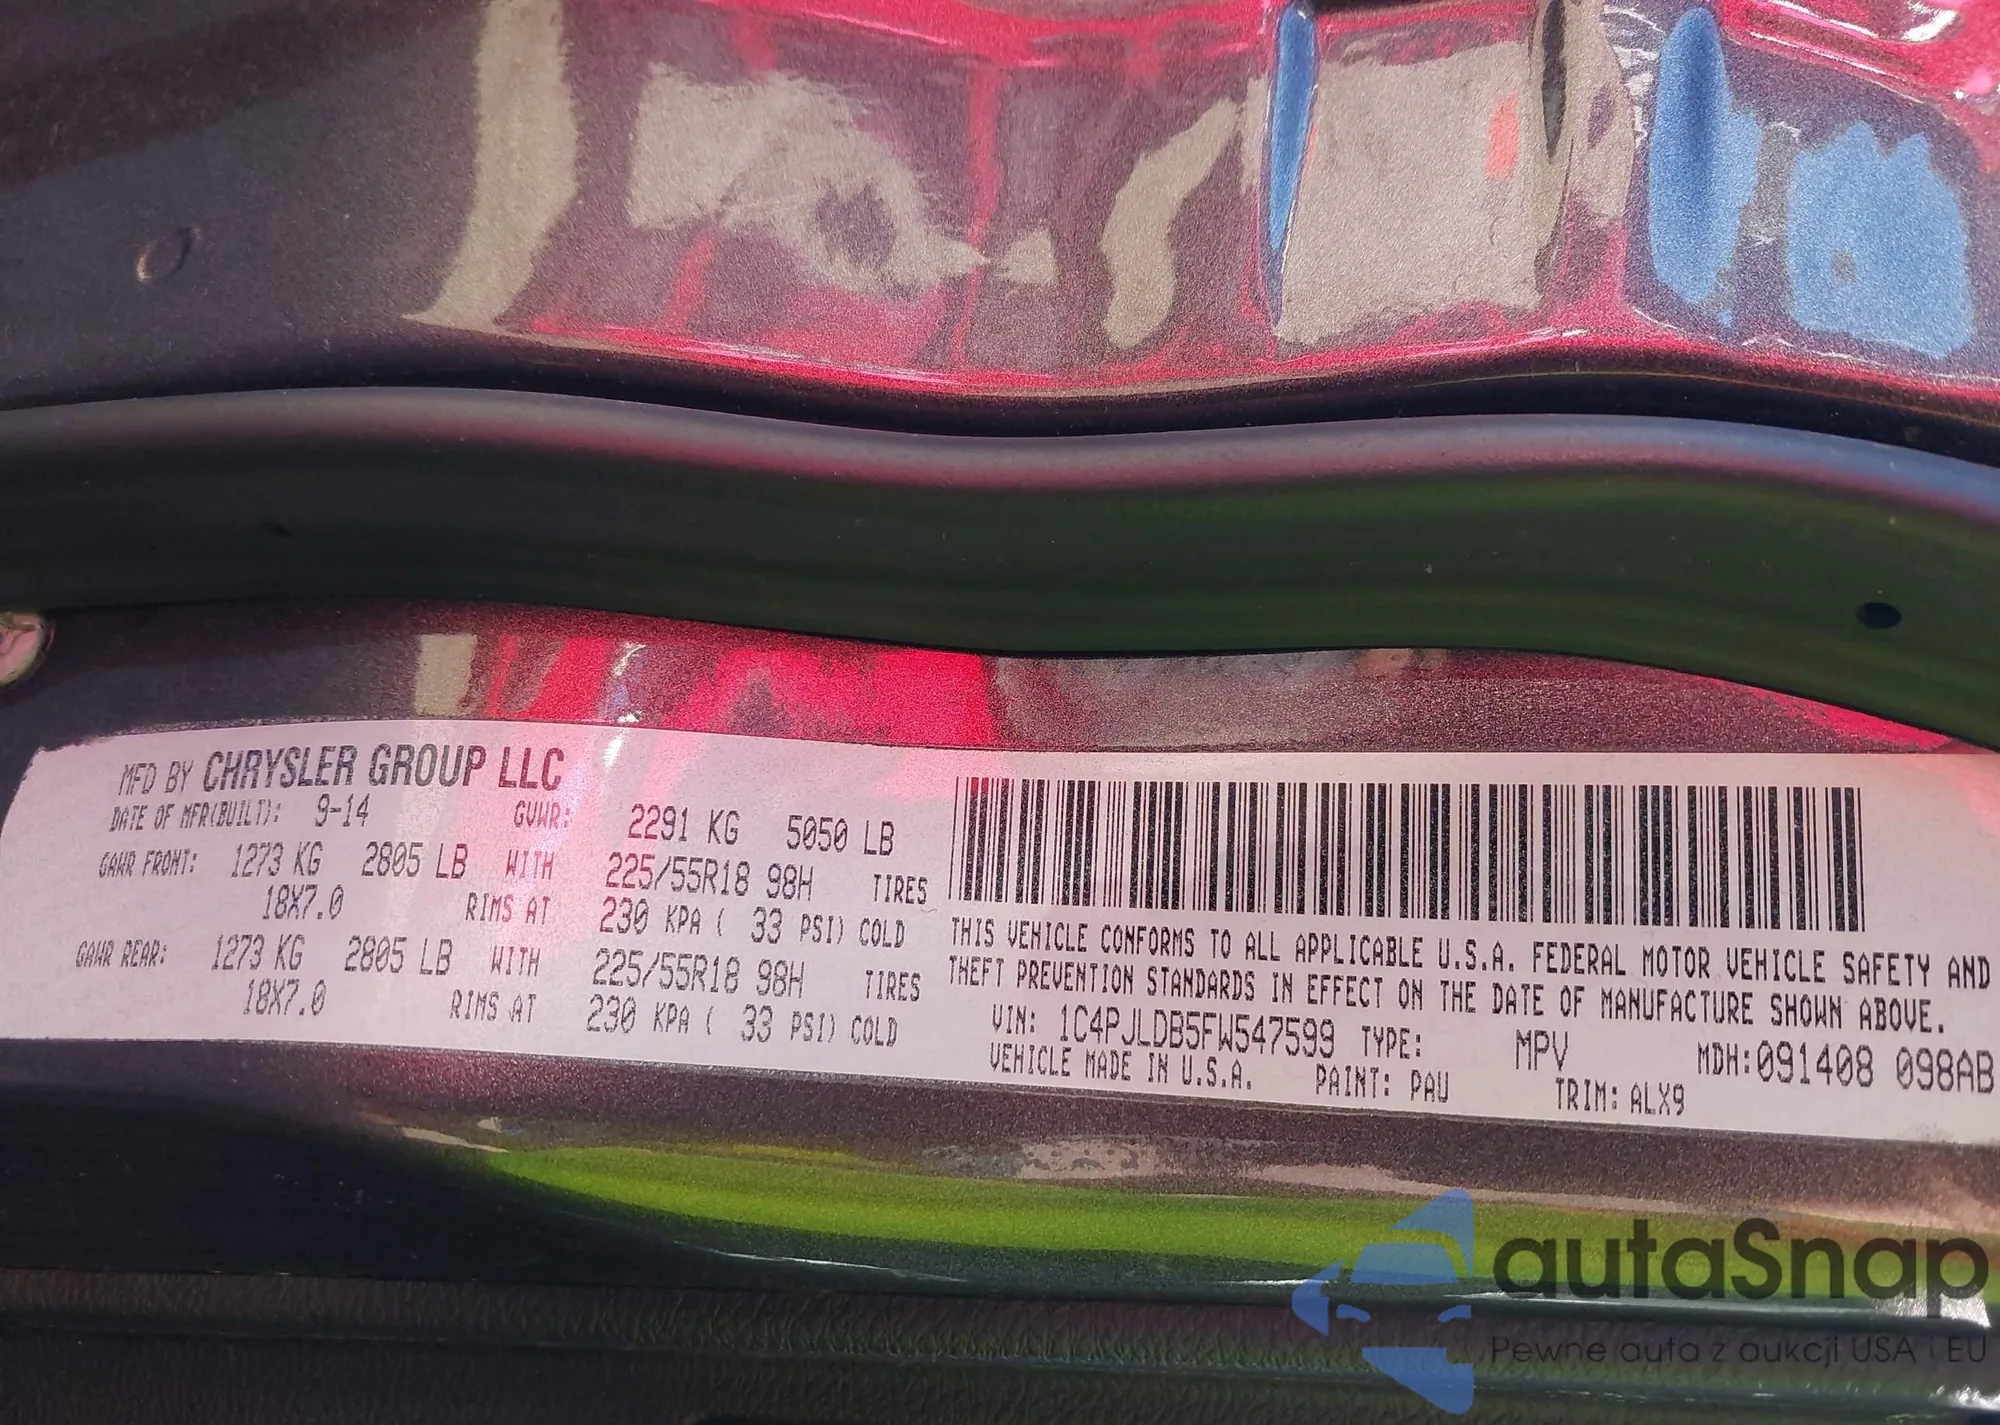 MFD BY CHRYSLER GROUP LLC
DATE OF MFR(BUILT): 9-14 GVWR: 2291 KG 5050 LB
GAWR FRONT: 1273 KG 2805 LB WITH 225/55R18 98H TIRES
18X7.0 RIMS AT 230 KPA ( 33 PSI) COLD
GAWR REAR: 1273 KG 2805 LB WITH 225/55R18 98H TIRES
18X7.0 RIMS AT 230 KPA ( 33 PSI) COLD
THIS VEHICLE CONFORMS TO ALL APPLICABLE U.S.A. FEDERAL MOTOR VEHICLE SAFETY AND
THEFT PREVENTION STANDARDS IN EFFECT ON THE DATE OF MANUFACTURE SHOWN ABOVE.
VIN: 1C4PJLDB5FW547599 TYPE: MPV MDH:091408 098AB
VEHICLE MADE IN U.S.A. PAINT: PAU TRIM: ALX9
autaSnap
Pewne auta z aukcji USA i EU